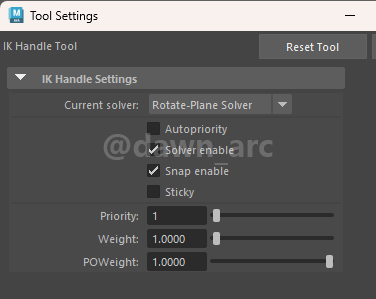 Tool Settings
IK Handle Tool
Reset Tool
IK Handle Settings
Current solver: Rotate-Plane Solver
Autopriority
Solver enable
@dawn_arc
Snap enable
Sticky
Priority: 1
Weight: 1.0000
POWeight: 1.0000